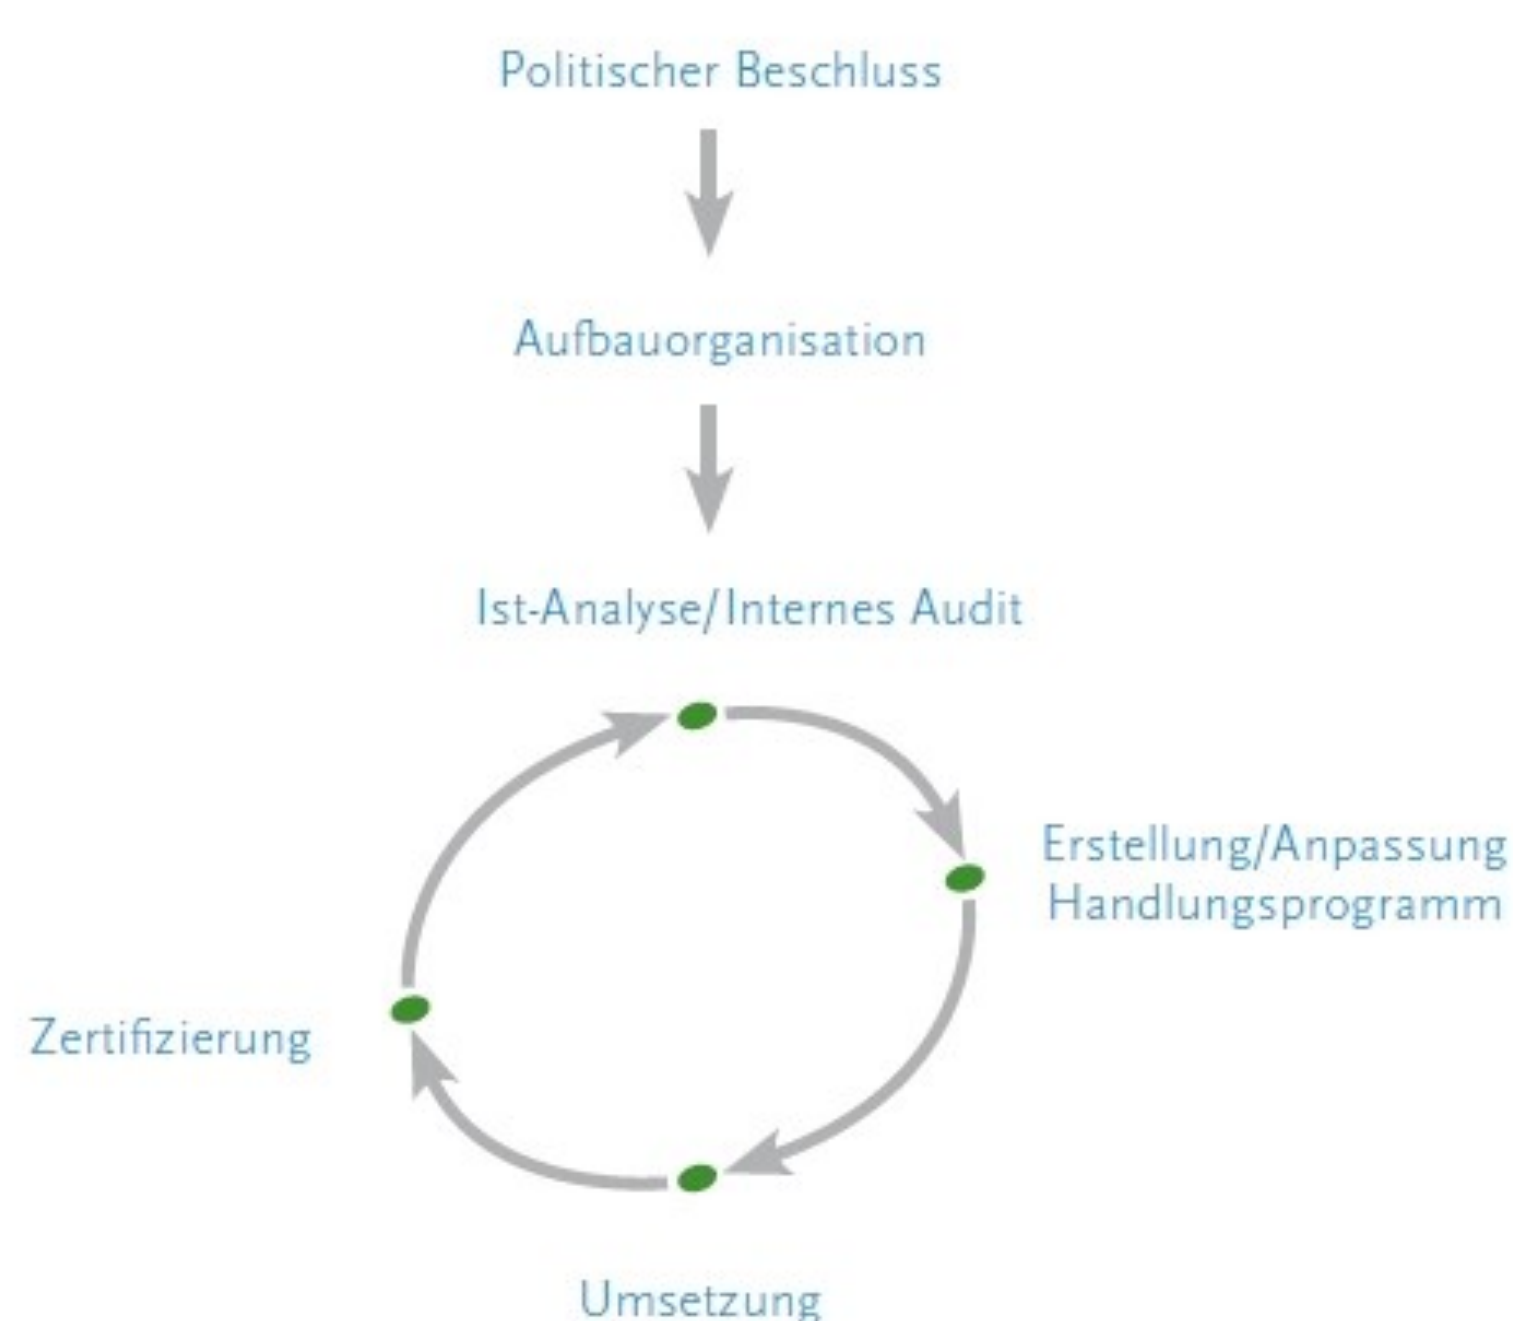 Politischer Beschluss
Aufbauorganisation
Ist-Analyse/Internes Audit
Erstellung/Anpassung
Handlungsprogramm
Zertifizierung
Umsetzung